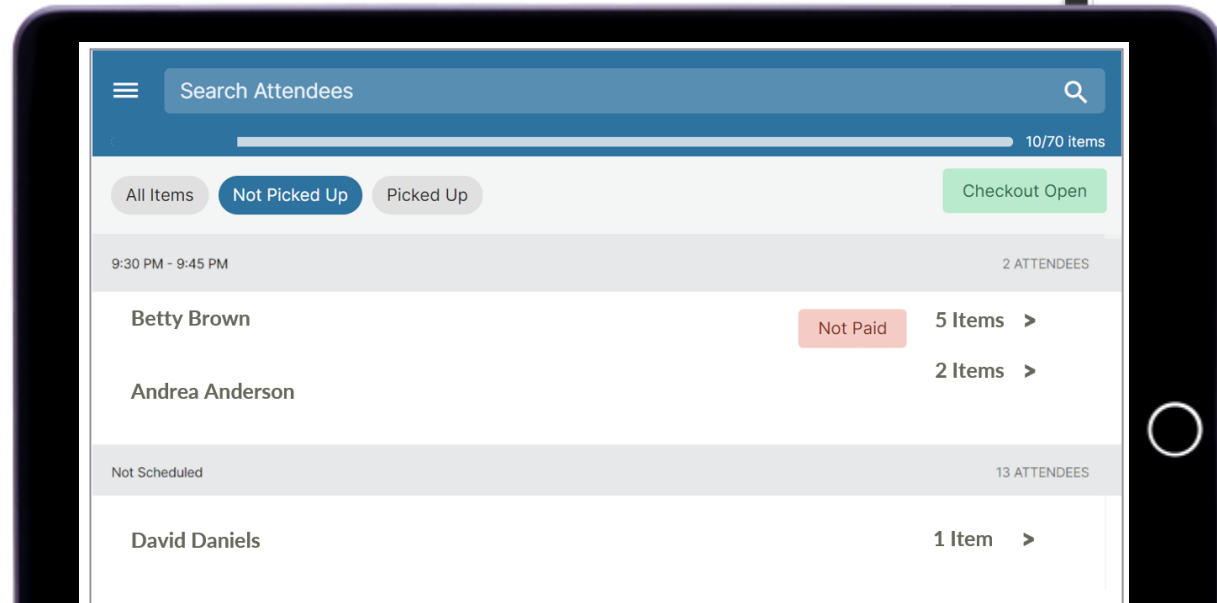 Search Attendees
10/70 items
All Items Not Picked Up Picked Up Checkout Open
9:30 PM - 9:45 PM 2 ATTENDEES
Betty Brown Not Paid 5 Items >
Andrea Anderson 2 Items >
Not Scheduled 13 ATTENDEES
David Daniels 1 Item >